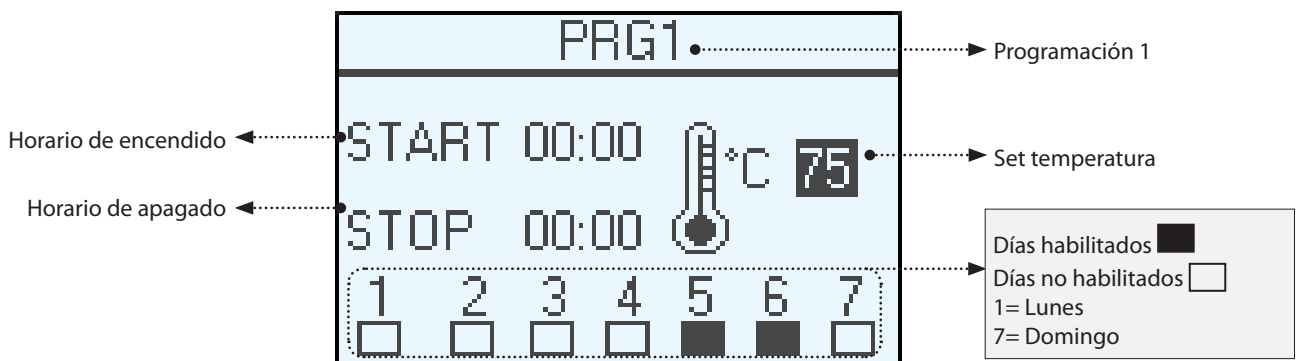 PRG1
Programación 1
Horario de encendido
START 00:00
°C 75
Set temperatura
Horario de apagado
STOP 00:00
1 2 3 4 5 6 7
Días habilitados
Días no habilitados
1= Lunes
7= Domingo